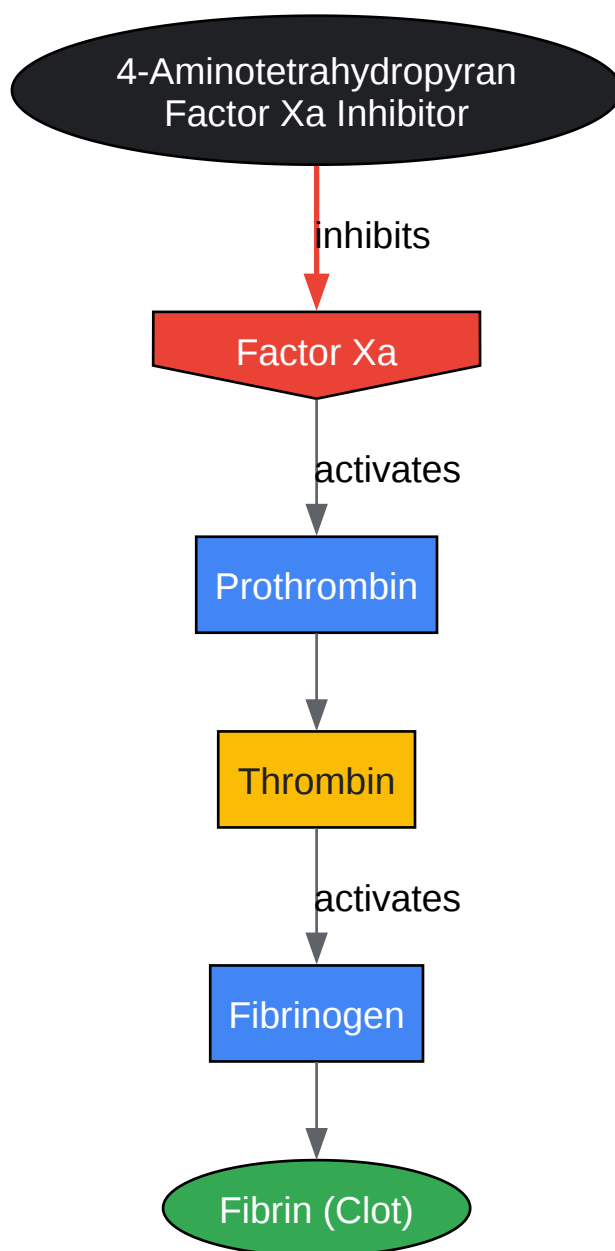 4-Aminotetrahydropyran
Factor Xa Inhibitor
inhibits
Factor Xa
activates
Prothrombin
Thrombin
activates
Fibrinogen
Fibrin (Clot)